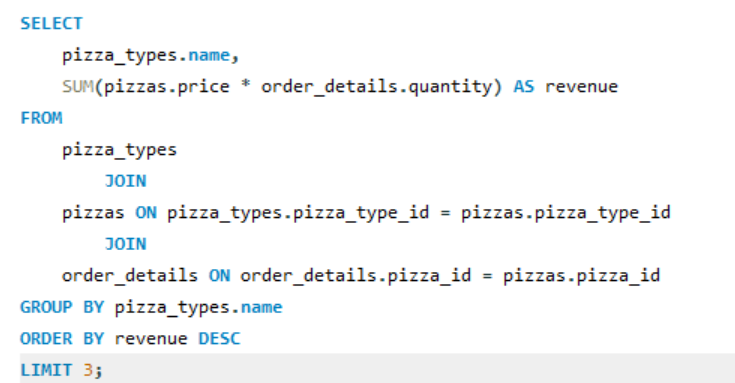 SELECT
pizza_types.name,
SUM(pizzas.price * order_details.quantity) AS revenue
FROM
pizza_types
JOIN
pizzas ON pizza_types.pizza_type_id = pizzas.pizza_type_id
JOIN
order_details ON order_details.pizza_id = pizzas.pizza_id
GROUP BY pizza_types.name
ORDER BY revenue DESC
LIMIT 3;